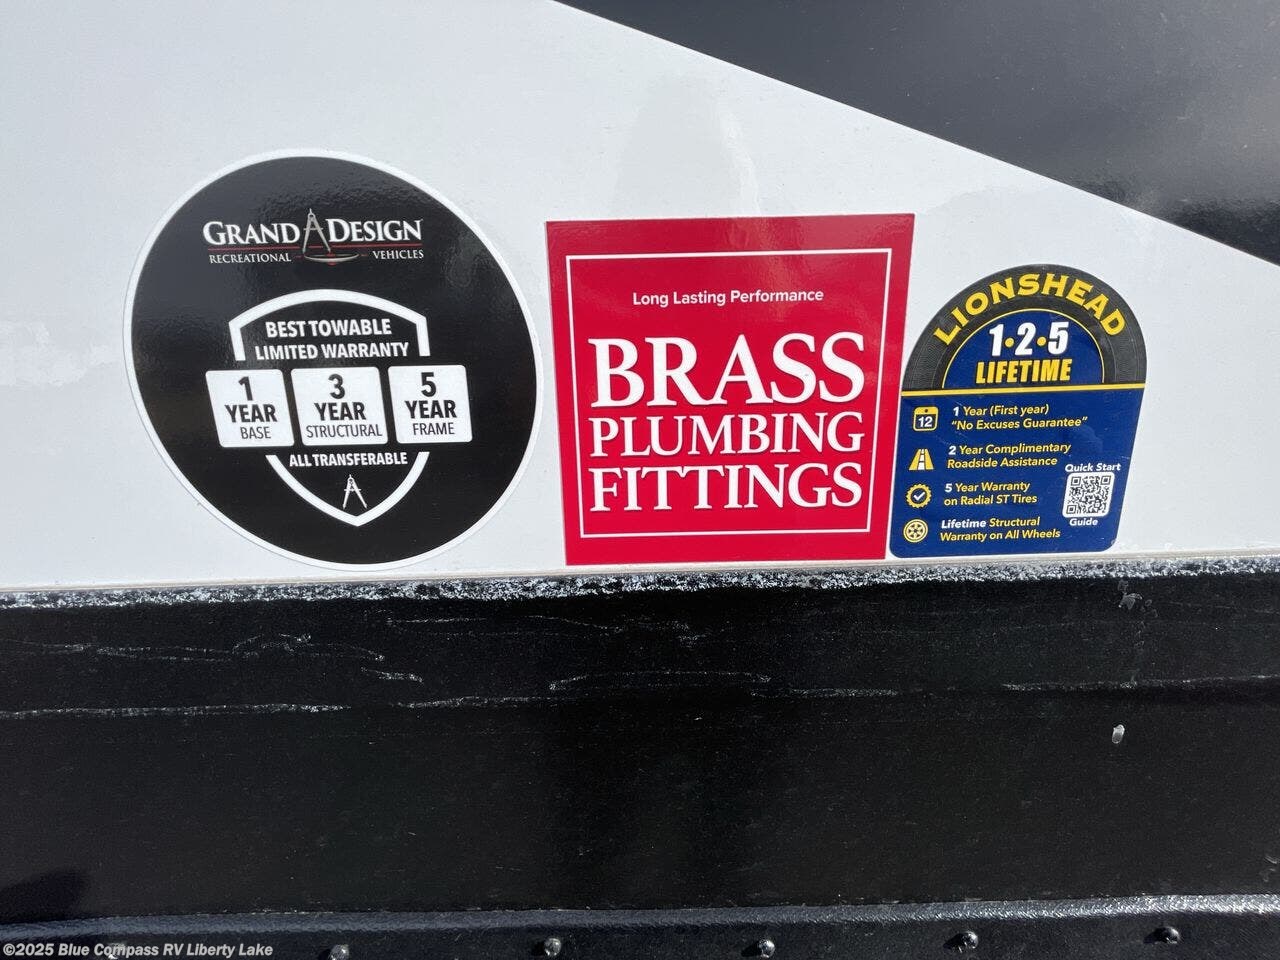 GRAND DESIGN
RECREATIONAL VEHICLES
BEST TOWABLE
LIMITED WARRANTY
1
YEAR
BASE
3
YEAR
STRUCTURAL
5
YEAR
FRAME
ALL TRANSFERABLE
Long Lasting Performance
BRASS
PLUMBING
FITTINGS
LIONSHEAD
1•2•5
LIFETIME
12
1 Year (First year)
"No Excuses Guarantee"
2 Year Complimentary
Roadside Assistance
5 Year Warranty
on Radial ST Tires
Lifetime Structural
Warranty on All Wheels
Quick Start
Guide
©2025 Blue Compass RV Liberty Lake